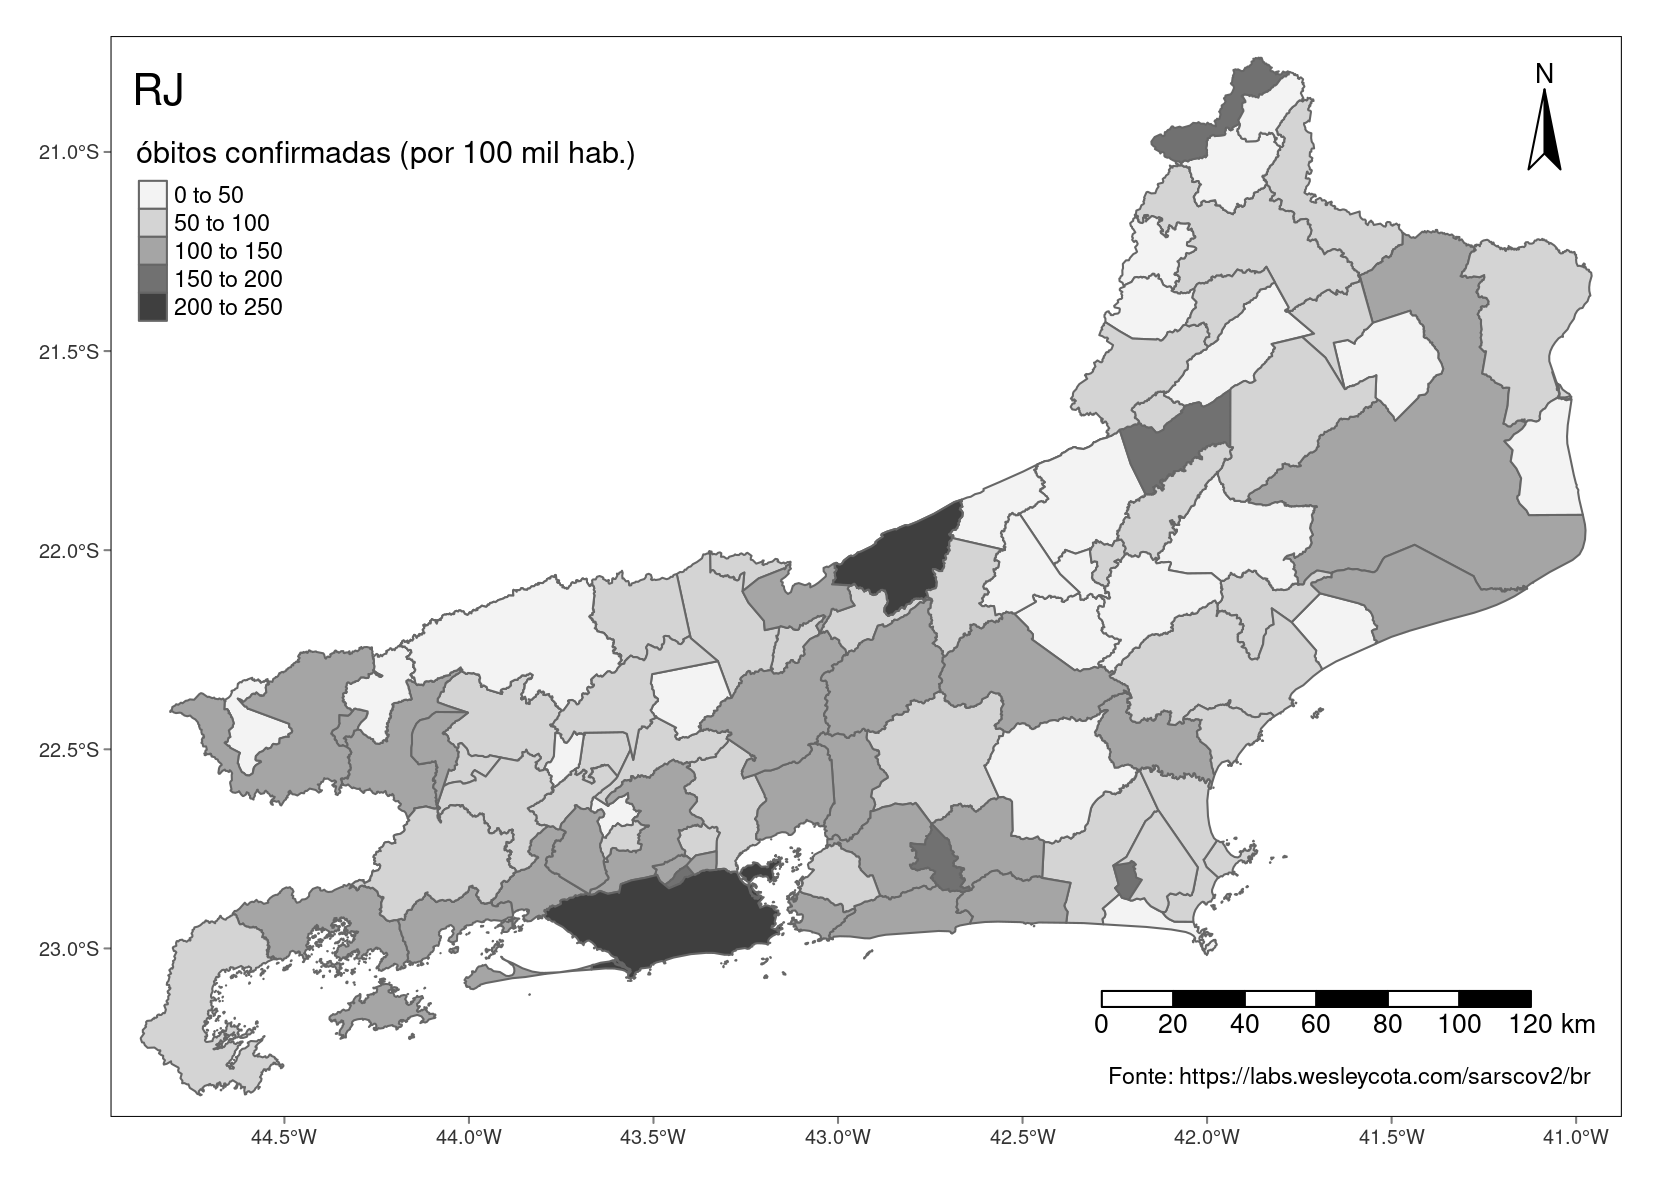 RJ
óbitos confirmadas (por 100 mil hab.)
0 to 50
50 to 100
100 to 150
150 to 200
200 to 250
N
21.0°S
21.5°S
22.0°S
22.5°S
23.0°S
0 20 40 60 80 100 120 km
Fonte: https://labs.wesleycota.com/sarscov2/br
44.5°W 44.0°W 43.5°W 43.0°W 42.5°W 42.0°W 41.5°W 41.0°W